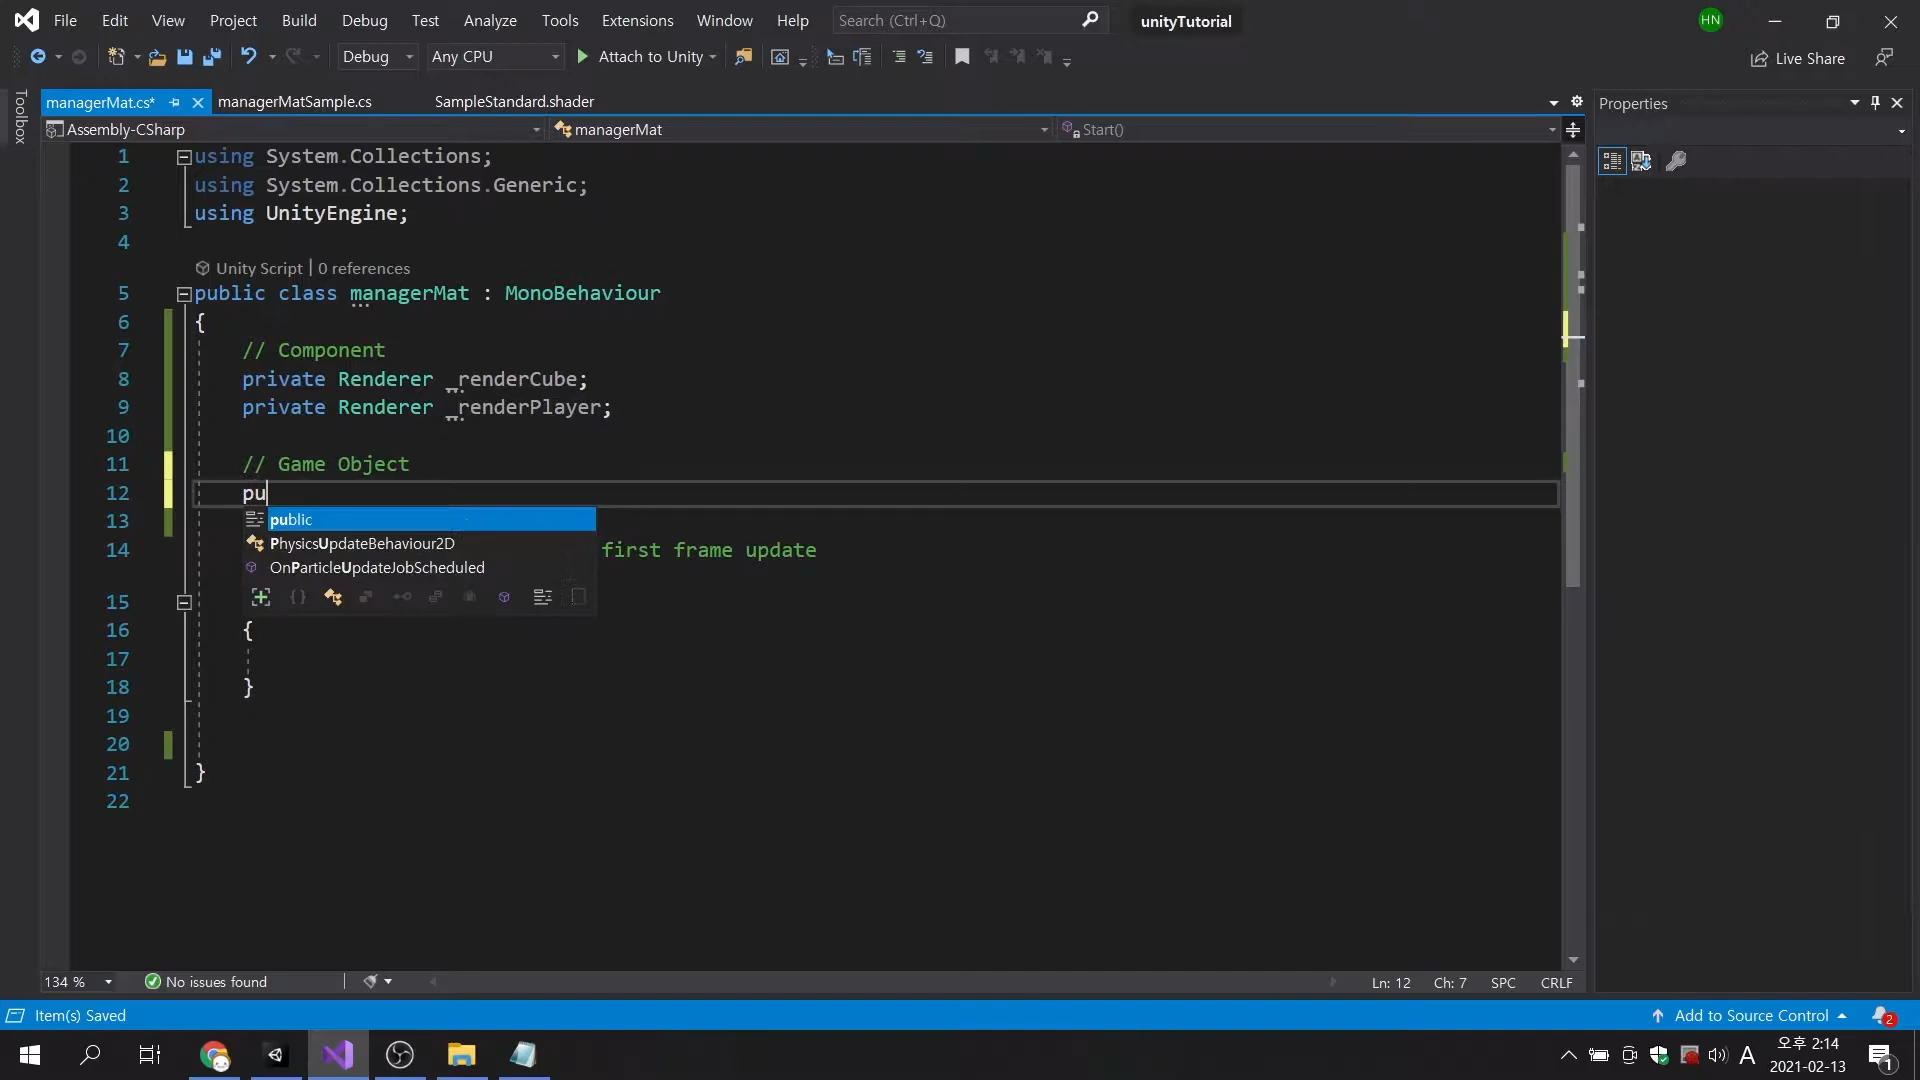 File Edit View Project Build Debug Test Analyze Tools Extensions Window Help Search (Ctrl+Q) unityTutorial HN
Debug Any CPU Attach to Unity Live Share
Toolbox
managerMat.cs* managerMatSample.cs SampleStandard.shader Properties
Assembly-CSharp managerMat Start()
1 using System.Collections;
2 using System.Collections.Generic;
3 using UnityEngine;
4
Unity Script | 0 references
5 public class managerMat : MonoBehaviour
6 {
7 // Component
8 private Renderer _renderCube;
9 private Renderer _renderPlayer;
10
11 // Game Object
12 pu
public
13
PhysicsUpdateBehaviour2D
14 first frame update
OnParticleUpdateJobScheduled
15
16 {
17
18 }
19
20
21 }
22
134 % No issues found Ln: 12 Ch: 7 SPC CRLF
Item(s) Saved Add to Source Control 2
A 오후 2:14
2021-02-13 1